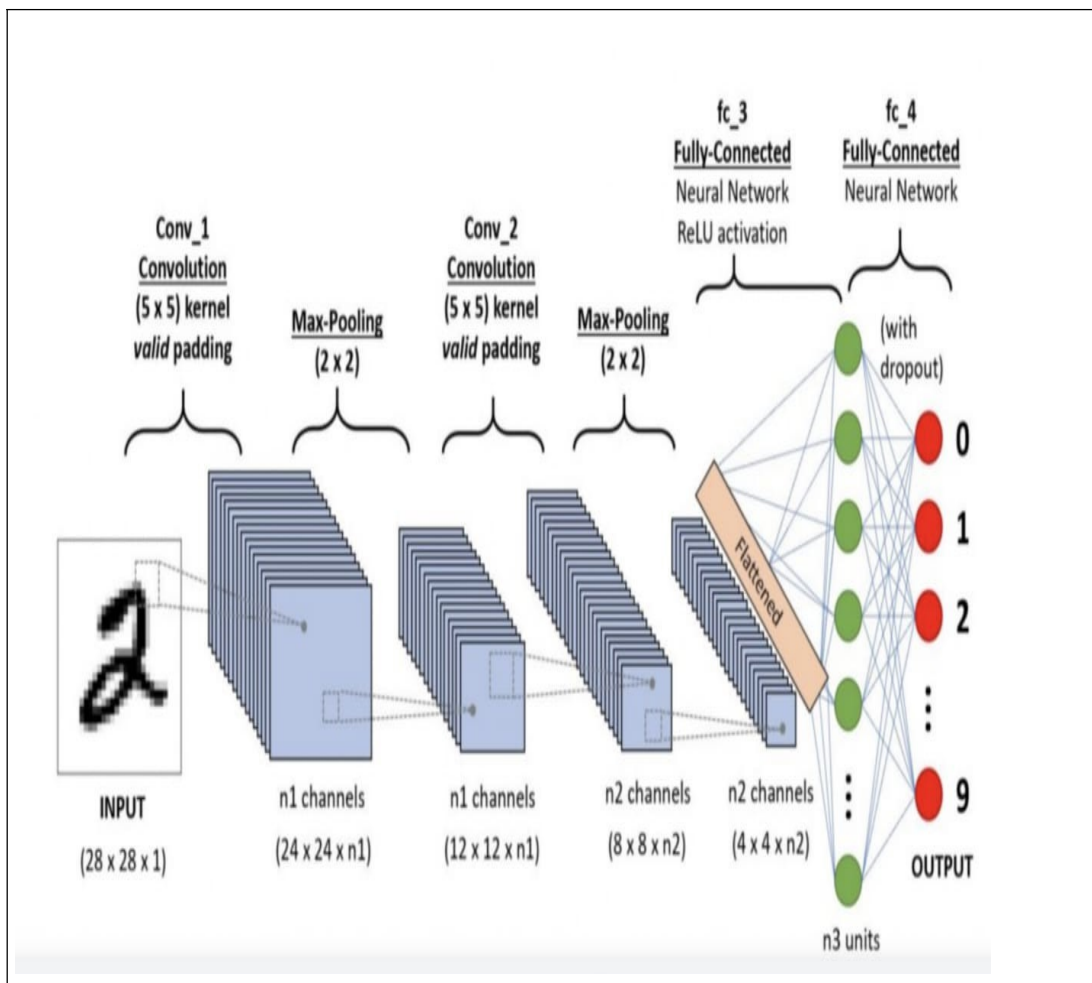 Conv_1
Convolution
(5 x 5) kernel
valid padding
Max-Pooling
(2 x 2)
Conv_2
Convolution
(5 x 5) kernel
valid padding
Max-Pooling
(2 x 2)
fc_3
Fully-Connected
Neural Network
ReLU activation
fc_4
Fully-Connected
Neural Network
(with
dropout)
Flattened
0
1
2
9
2
INPUT
(28 x 28 x 1)
n1 channels
(24 x 24 x n1)
n1 channels
(12 x 12 x n1)
n2 channels
(8 x 8 x n2)
n2 channels
(4 x 4 x n2)
OUTPUT
n3 units